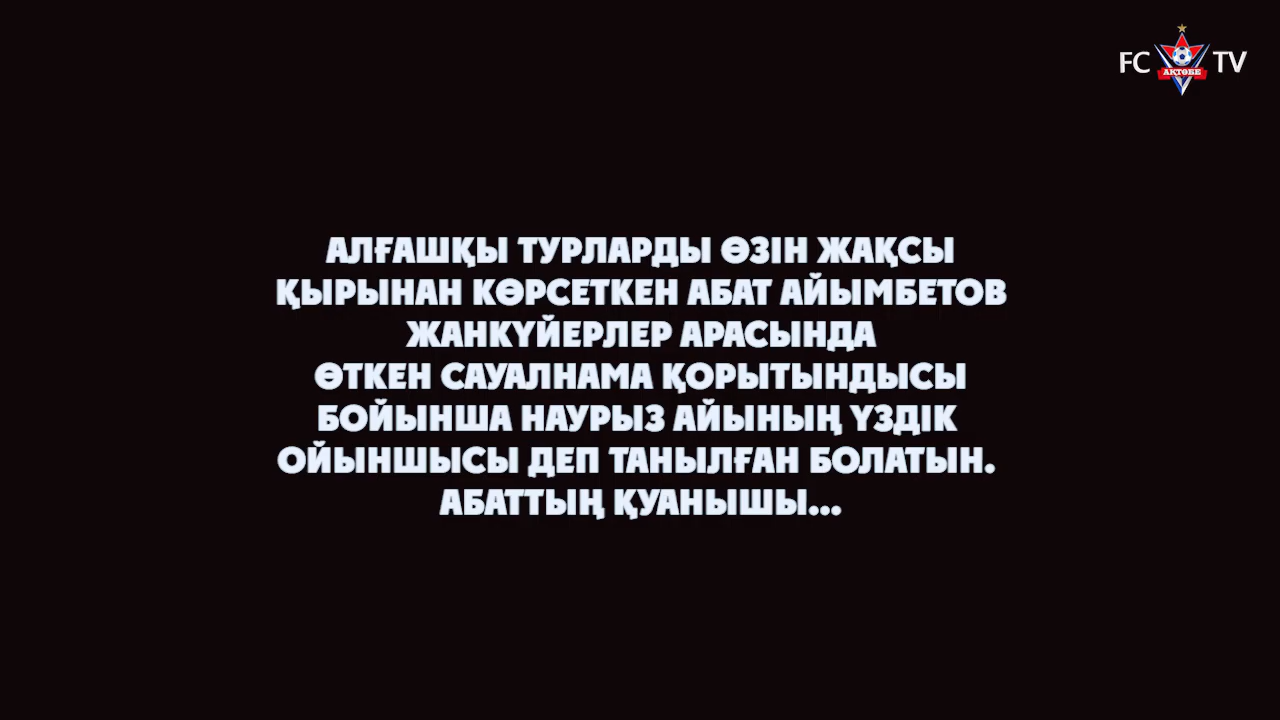 FC АКТӨБЕ TV
АЛҒАШҚЫ ТУРЛАРДЫ ӨЗІН ЖАҚСЫ
ҚЫРЫНАН КӨРСЕТКЕН АБАТ АЙЫМБЕТОВ
ЖАНКҮЙЕРЛЕР АРАСЫНДА
ӨТКЕН САУАЛНАМА ҚОРЫТЫНДЫСЫ
БОЙЫНША НАУРЫЗ АЙЫНЫҢ ҮЗДІК
ОЙЫНШЫСЫ ДЕП ТАНЫЛҒАН БОЛАТЫН.
АБАТТЫҢ ҚУАНЫШЫ...